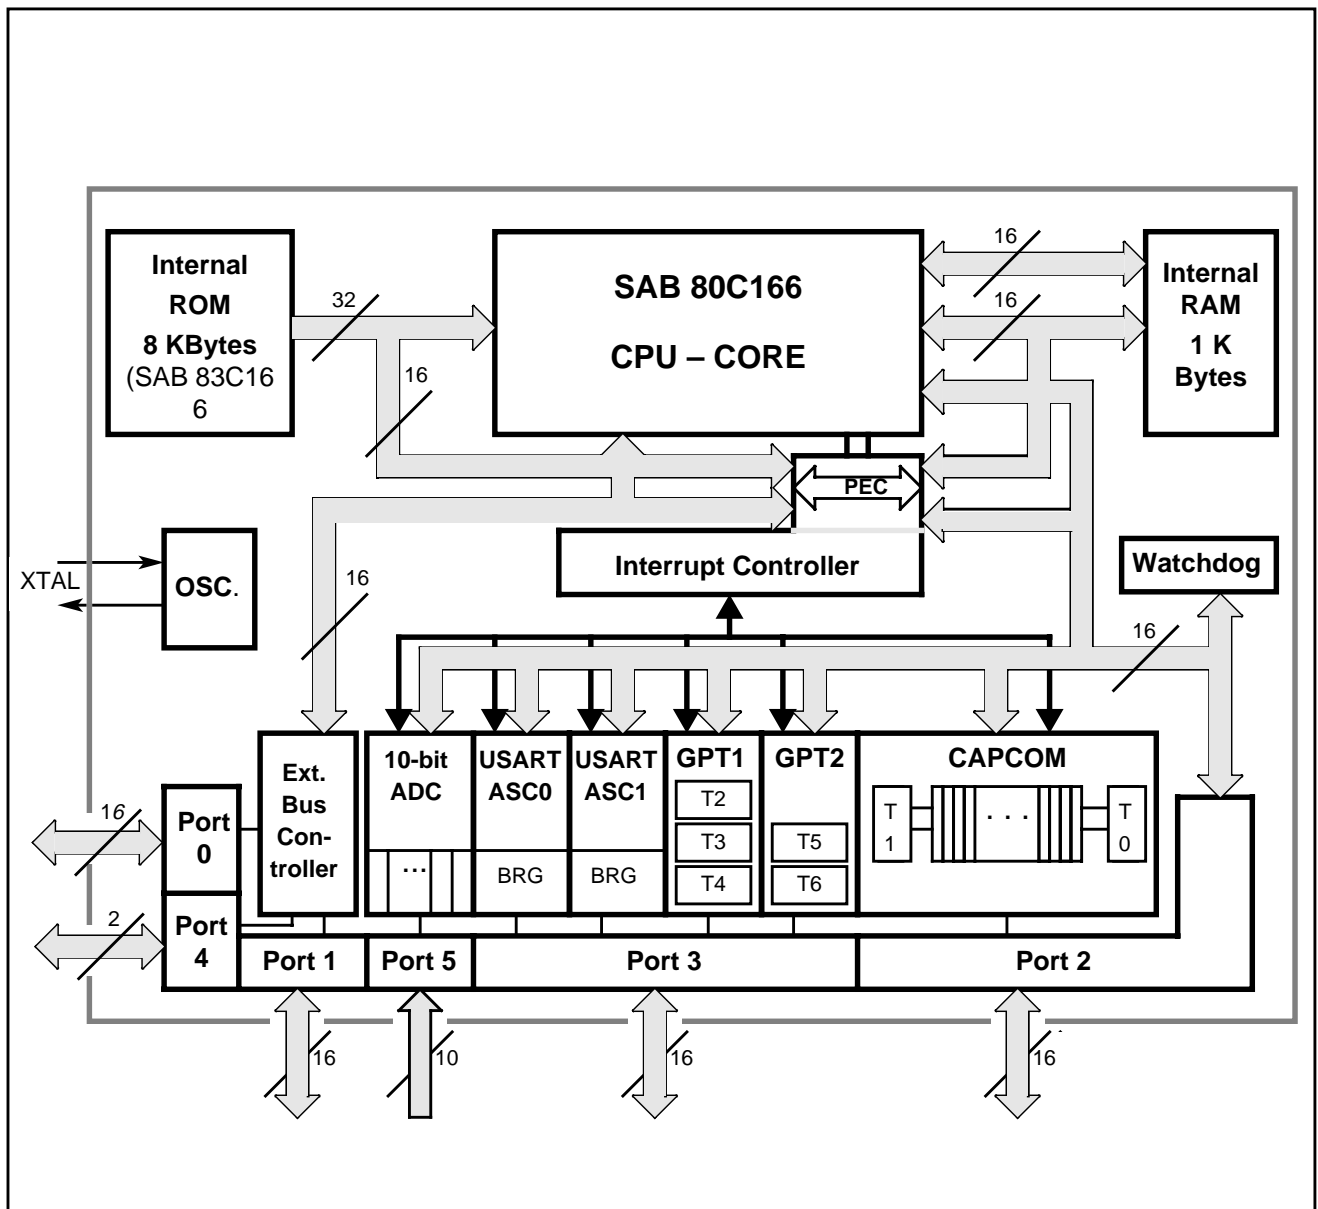 Internal
ROM
8 KBytes
(SAB 83C16
6
32
16
SAB 80C166
CPU – CORE
16
16
Internal
RAM
1 K
Bytes
PEC
Interrupt Controller
XTAL
OSC.
16
Watchdog
16
Ext.
Bus
Con-
troller
10-bit
ADC
...
USART
ASC0
BRG
USART
ASC1
BRG
GPT1
T2
T3
T4
GPT2
T5
T6
CAPCOM
T
1
. . .
T
0
16
Port
0
2
Port
4
Port 1
Port 5
Port 3
Port 2
16
10
16
16